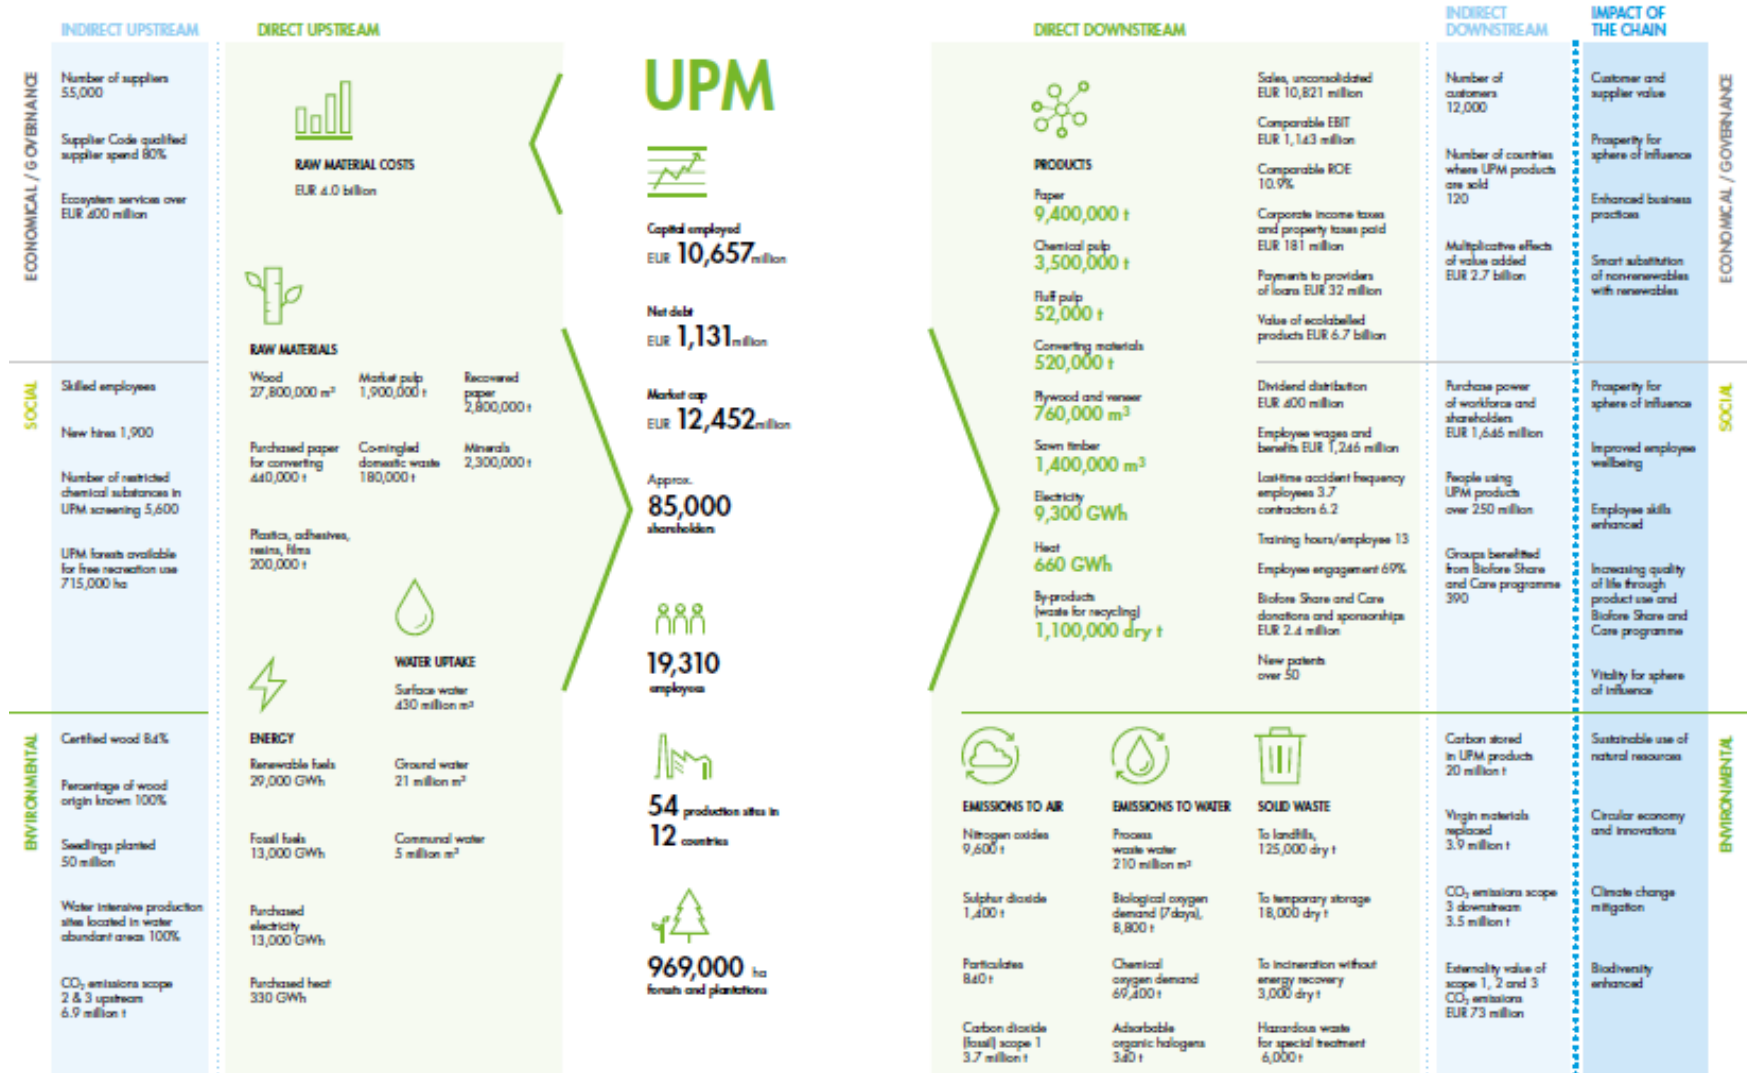 INDIRECT UPSTREAM
ECONOMICAL / GOVERNANCE
Number of suppliers
55,000
Supplier Code qualified
supplier spend 80%
Ecosystem services over
EUR 400 million
SOCIAL
Skilled employees
New hires 1,900
Number of restricted
chemical substances in
UPM screening 5,600
UPM forests available
for free recreation use
715,000 ha
ENVIRONMENTAL
Certified wood 84%
Percentage of wood
origin known 100%
Seedlings planted
50 million
Water intensive production
sites located in water
abundant areas 100%
CO₂ emissions scope
2 & 3 upstream
6.9 million t
DIRECT UPSTREAM
RAW MATERIAL COSTS
EUR 4.0 billion
RAW MATERIALS
Wood
27,800,000 m³
Market pulp
1,900,000 t
Recovered
paper
2,800,000 t
Purchased paper
for converting
440,000 t
Co-mingled
domestic waste
180,000 t
Minerals
2,300,000 t
Plastics, adhesives,
resins, films
200,000 t
WATER UPTAKE
Surface water
430 million m³
Ground water
21 million m³
Communal water
5 million m³
ENERGY
Renewable fuels
29,000 GWh
Fossil fuels
13,000 GWh
Purchased
electricity
13,000 GWh
Purchased heat
330 GWh
UPM
Capital employed
EUR 10,657 million
Net debt
EUR 1,131 million
Market cap
EUR 12,452 million
Approx.
85,000
shareholders
19,310
employees
54 production sites in
12 countries
969,000 ha
forests and plantations
DIRECT DOWNSTREAM
PRODUCTS
Paper
9,400,000 t
Chemical pulp
3,500,000 t
Fluff pulp
52,000 t
Converting materials
520,000 t
Plywood and veneer
760,000 m³
Sawn timber
1,400,000 m³
Electricity
9,300 GWh
Heat
660 GWh
By-products
(waste for recycling)
1,100,000 dry t
Sales, unconsolidated
EUR 10,821 million
Comparable EBIT
EUR 1,143 million
Comparable ROE
10.9%
Corporate income taxes
and property taxes paid
EUR 181 million
Payments to providers
of loans EUR 32 million
Value of ecolabelled
products EUR 6.7 billion
Dividend distribution
EUR 400 million
Employee wages and
benefits EUR 1,246 million
Lost-time accident frequency
employees 3.7
contractors 6.2
Training hours/employee 13
Employee engagement 69%
Biofore Share and Care
donations and sponsorships
EUR 2.4 million
New patents
over 50
EMISSIONS TO AIR
Nitrogen oxides
9,600 t
Sulphur dioxide
1,400 t
Particulates
840 t
Carbon dioxide
(fossil) scope 1
3.7 million t
EMISSIONS TO WATER
Process
waste water
210 million m³
Biological oxygen
demand (7days),
8,800 t
Chemical
oxygen demand
69,400 t
Adsorbable
organic halogens
340 t
SOLID WASTE
To landfills,
125,000 dry t
To temporary storage
18,000 dry t
To incineration without
energy recovery
3,000 dry t
Hazardous waste
for special treatment
6,000 t
INDIRECT
DOWNSTREAM
Number of
customers
12,000
Number of countries
where UPM products
are sold
120
Multiplicative effects
of value added
EUR 2.7 billion
Purchase power
of workforce and
shareholders
EUR 1,646 million
People using
UPM products
over 250 million
Groups benefitted
from Biofore Share
and Care programme
390
Carbon stored
in UPM products
20 million t
Virgin materials
replaced
3.9 million t
CO₂ emissions scope
3 downstream
3.5 million t
Externality value of
scope 1, 2 and 3
CO₂ emissions
EUR 73 million
IMPACT OF
THE CHAIN
Customer and
supplier value
Prosperity for
sphere of influence
Enhanced business
practices
Smart substitution
of non-renewables
with renewables
Prosperity for
sphere of influence
Improved employee
wellbeing
Employee skills
enhanced
Increasing quality
of life through
product use and
Biofore Share and
Care programme
Vitality for sphere
of influence
Sustainable use of
natural resources
Circular economy
and innovations
Climate change
mitigation
Biodiversity
enhanced
ECONOMICAL / GOVERNANCE
SOCIAL
ENVIRONMENTAL